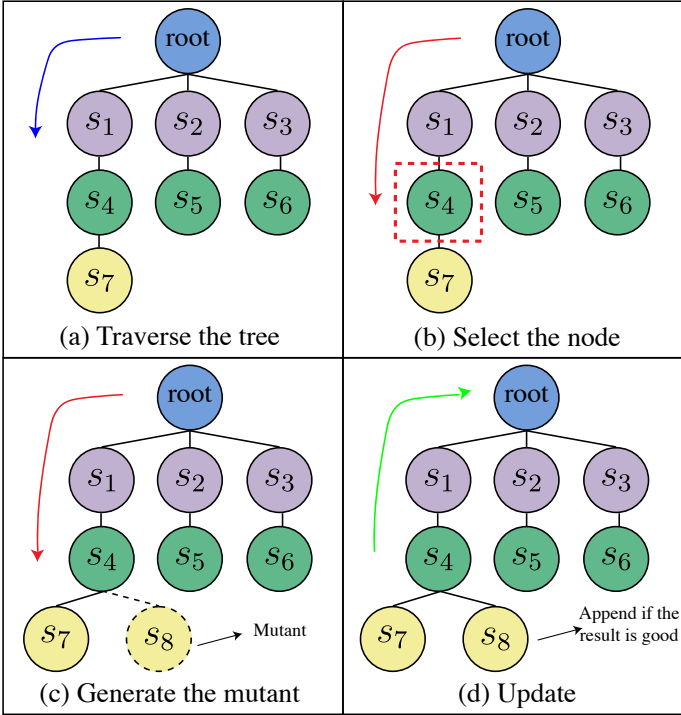 root
s1 s2 s3
s4 s5 s6
s7
(a) Traverse the tree
root
s1 s2 s3
s4 s5 s6
s7
(b) Select the node
root
s1 s2 s3
s4 s5 s6
s7 s8 Mutant
(c) Generate the mutant
root
s1 s2 s3
s4 s5 s6
s7 s8
Append if the
result is good
(d) Update